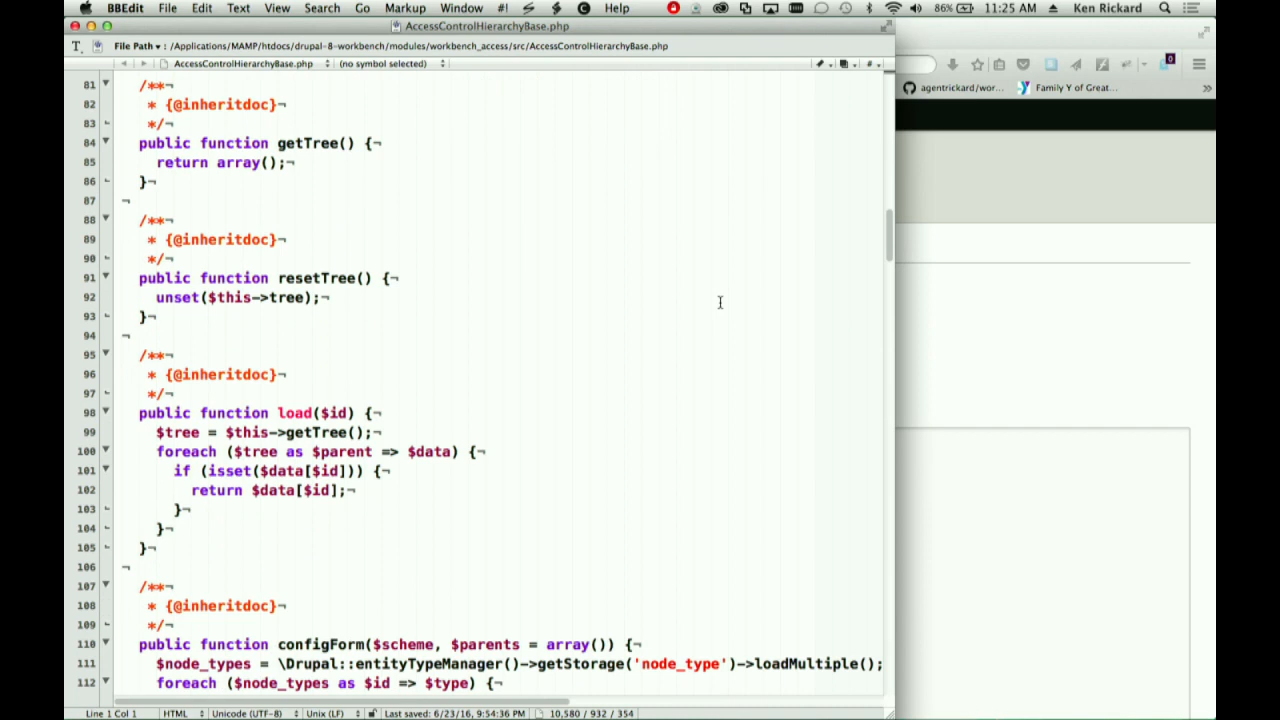 BBEdit File Edit Text View Search Go Markup Window #! Help 86% 11:25 AM Ken Rickard
AccessControlHierarchyBase.php
File Path ▾ : /Applications/MAMP/htdocs/drupal-8-workbench/modules/workbench_access/src/AccessControlHierarchyBase.php
AccessControlHierarchyBase.php (no symbol selected)
0
agentrickard/wor... Family Y of Great... »
81 /**¬
82 * {@inheritdoc}¬
83 */¬
84 public function getTree() {¬
85 return array();¬
86 }¬
87 ¬
88 /**¬
89 * {@inheritdoc}¬
90 */¬
91 public function resetTree() {¬
92 unset($this->tree);¬
93 }¬
94 ¬
95 /**¬
96 * {@inheritdoc}¬
97 */¬
98 public function load($id) {¬
99 $tree = $this->getTree();¬
100 foreach ($tree as $parent => $data) {¬
101 if (isset($data[$id])) {¬
102 return $data[$id];¬
103 }¬
104 }¬
105 }¬
106 ¬
107 /**¬
108 * {@inheritdoc}¬
109 */¬
110 public function configForm($scheme, $parents = array()) {¬
111 $node_types = \Drupal::entityTypeManager()->getStorage('node_type')->loadMultiple();
112 foreach ($node_types as $id => $type) {¬
Line 1 Col 1 HTML Unicode (UTF-8) Unix (LF) Last saved: 6/23/16, 9:54:36 PM 10,580 / 932 / 354